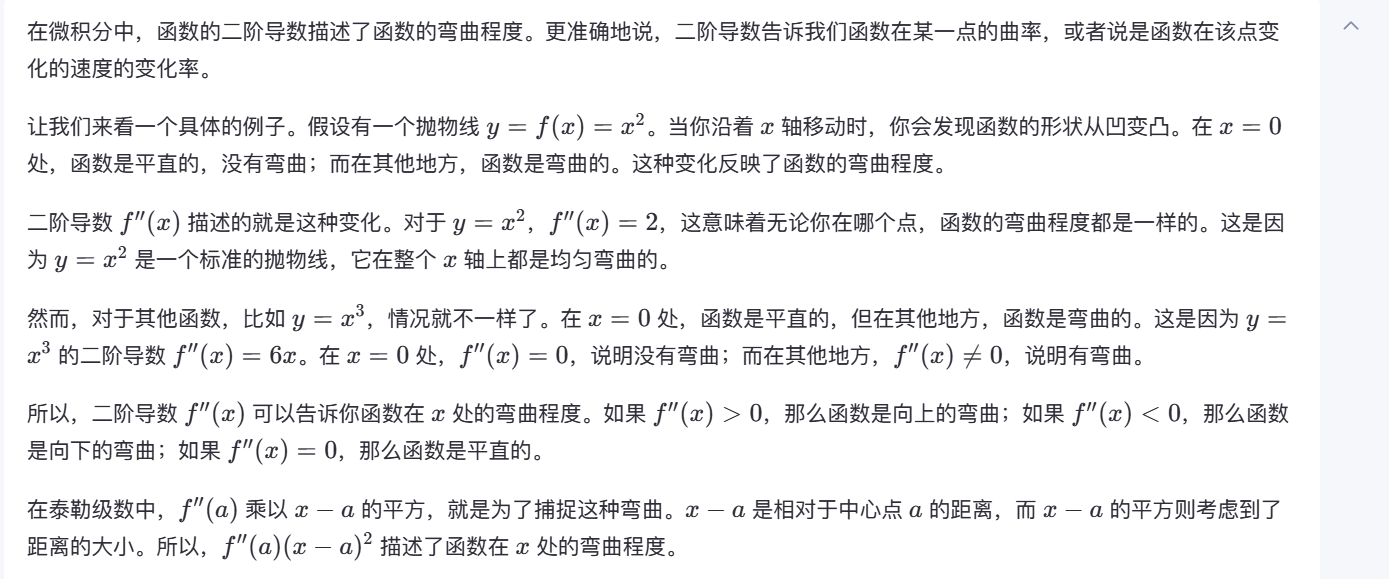 在微积分中，函数的二阶导数描述了函数的弯曲程度。更准确地说，二阶导数告诉我们函数在某一点的曲率，或者说是函数在该点变
化的速度的变化率。
让我们来看一个具体的例子。假设有一个抛物线 y = f(x) = x²。当你沿着 x 轴移动时，你会发现函数的形状从凹变凸。在 x = 0
处，函数是平直的，没有弯曲；而在其他地方，函数是弯曲的。这种变化反映了函数的弯曲程度。
二阶导数 f″(x) 描述的就是这种变化。对于 y = x²，f″(x) = 2，这意味着无论你在哪个点，函数的弯曲程度都是一样的。这是因
为 y = x² 是一个标准的抛物线，它在整个 x 轴上都是均匀弯曲的。
然而，对于其他函数，比如 y = x³，情况就不一样了。在 x = 0 处，函数是平直的，但在其他地方，函数是弯曲的。这是因为 y =
x³ 的二阶导数 f″(x) = 6x。在 x = 0 处，f″(x) = 0，说明没有弯曲；而在其他地方，f″(x) ≠ 0，说明有弯曲。
所以，二阶导数 f″(x) 可以告诉你函数在 x 处的弯曲程度。如果 f″(x) > 0，那么函数是向上的弯曲；如果 f″(x) < 0，那么函数
是向下的弯曲；如果 f″(x) = 0，那么函数是平直的。
在泰勒级数中，f″(a) 乘以 x − a 的平方，就是为了捕捉这种弯曲。x − a 是相对于中心点 a 的距离，而 x − a 的平方则考虑到了
距离的大小。所以，f″(a)(x − a)² 描述了函数在 x 处的弯曲程度。